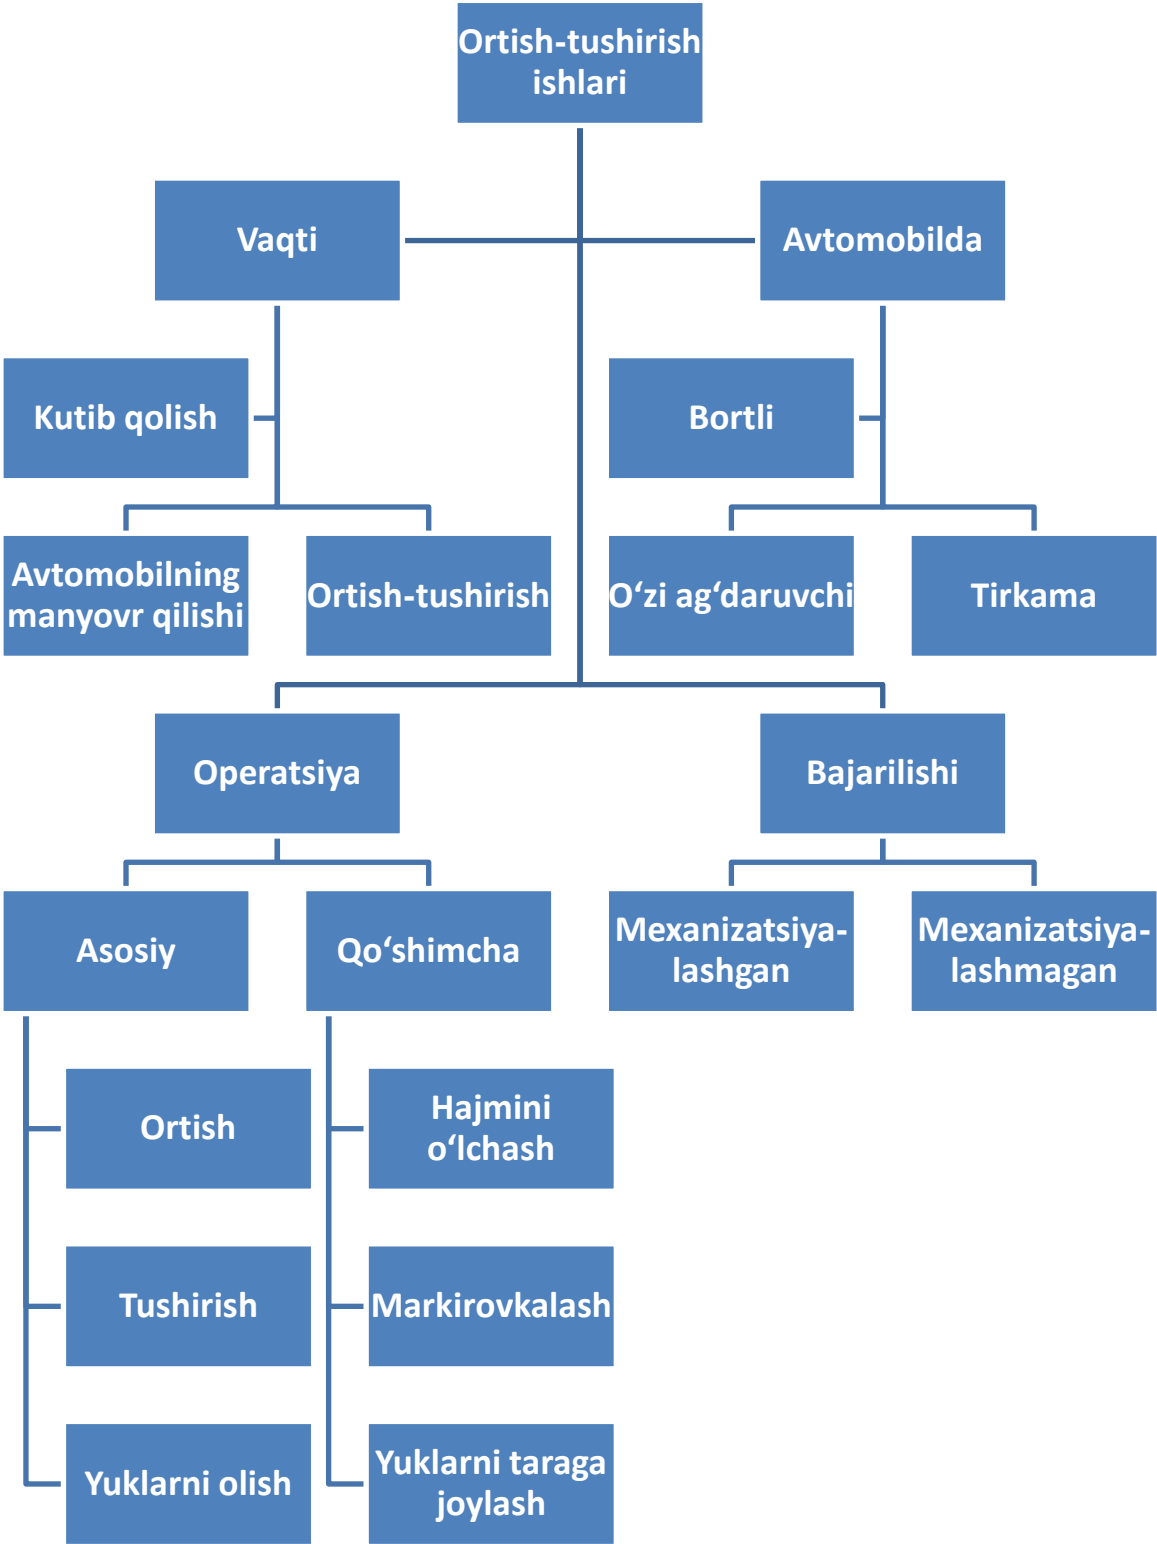 Ortish-tushirish
ishlari
Vaqti
Avtomobilda
Kutib qolish
Bortli
Avtomobilning
manyovr qilishi
Ortish-tushirish
O‘zi ag‘daruvchi
Tirkama
Operatsiya
Bajarilishi
Asosiy
Qo‘shimcha
Mexanizatsiya-
lashgan
Mexanizatsiya-
lashmagan
Ortish
Hajmini
o‘lchash
Tushirish
Markirovkalash
Yuklarni olish
Yuklarni taraga
joylash